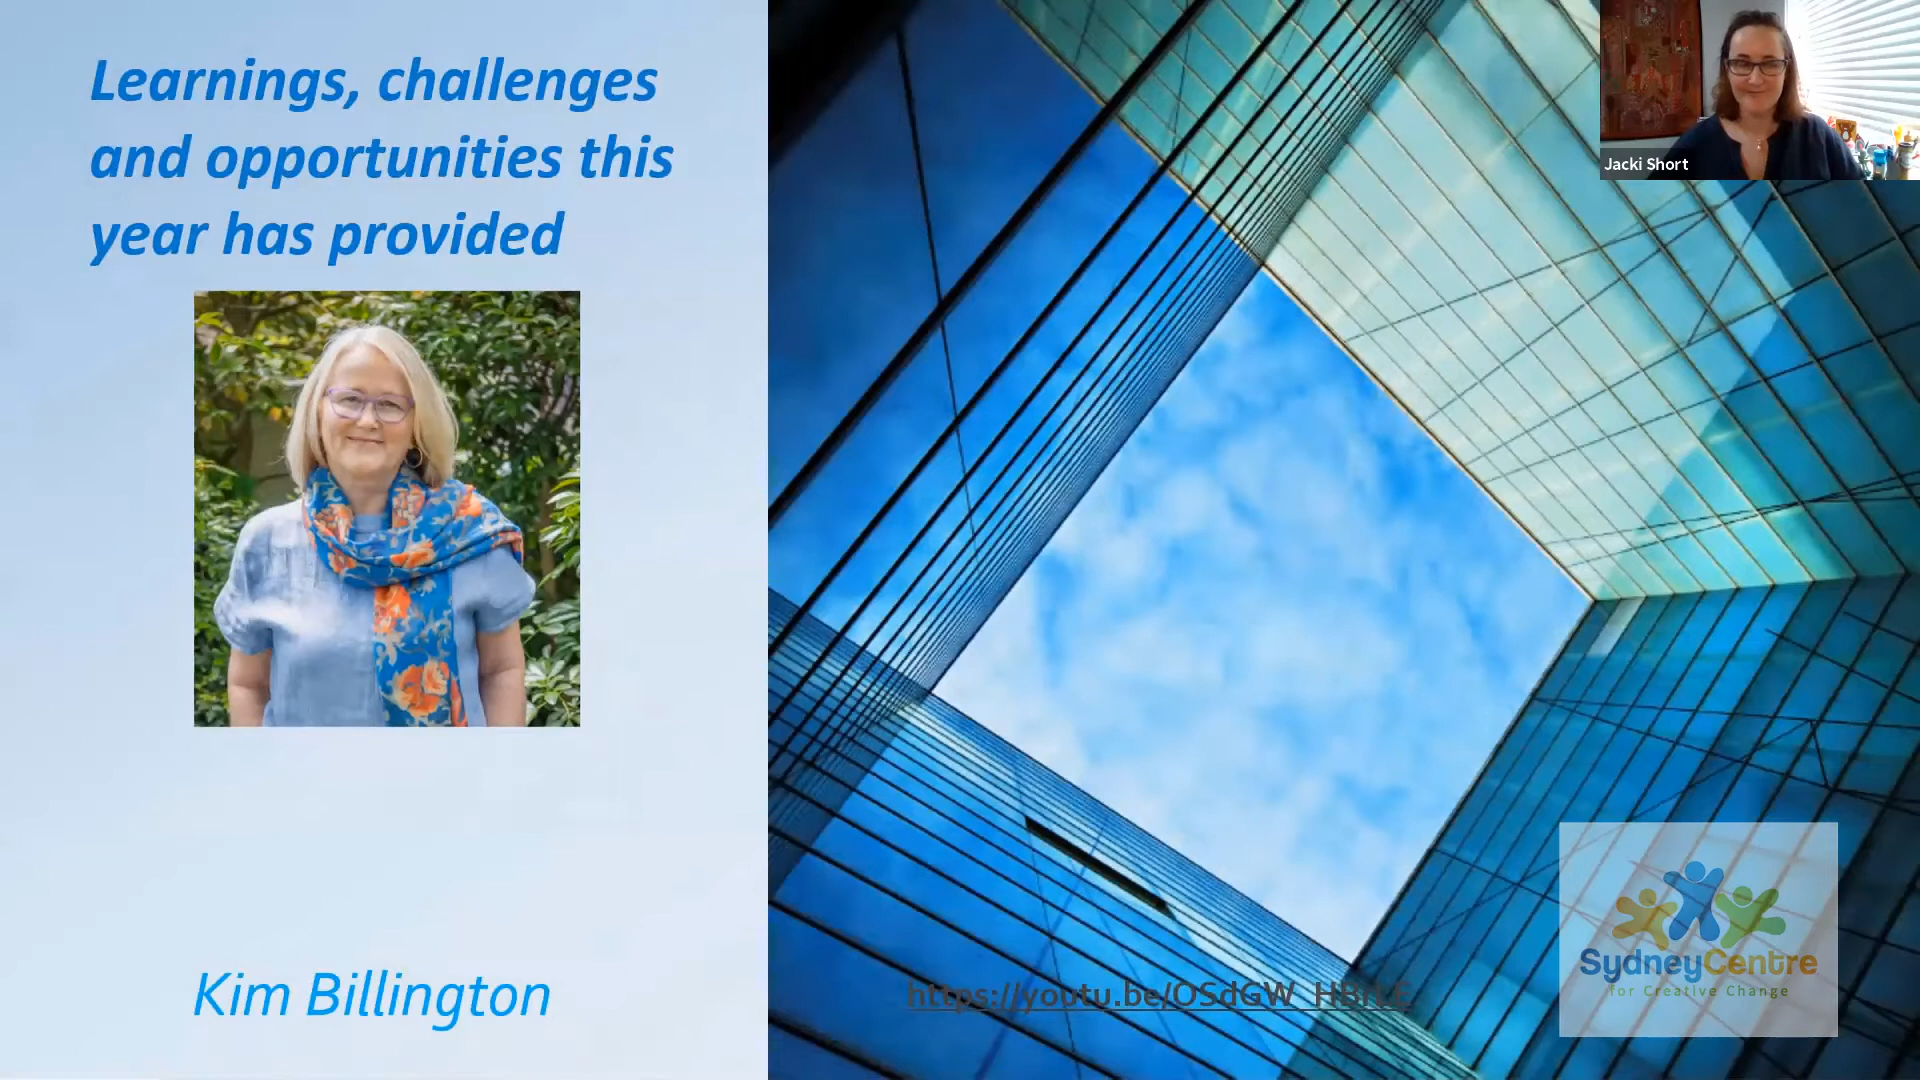 Learnings, challenges
and opportunities this
year has provided
Jacki Short
Kim Billington
SydneyCentre
for Creative Change